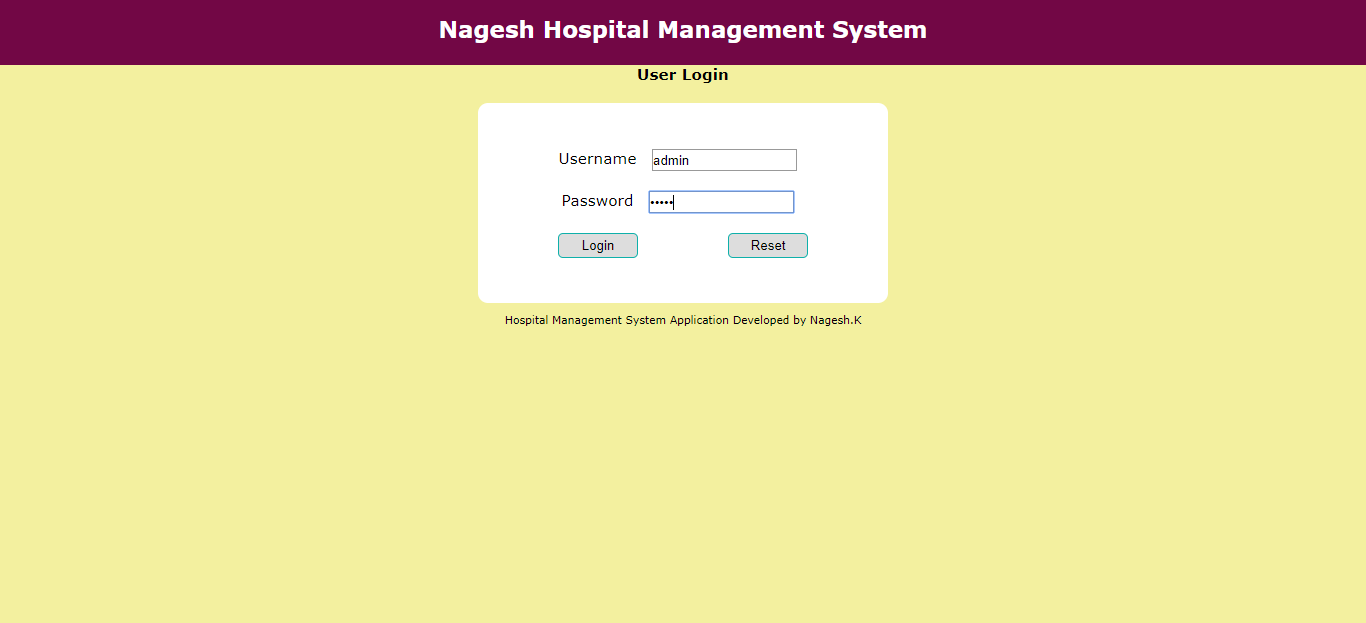 Nagesh Hospital Management System
User Login
Username admin
Password •••••
Login Reset
Hospital Management System Application Developed by Nagesh.K